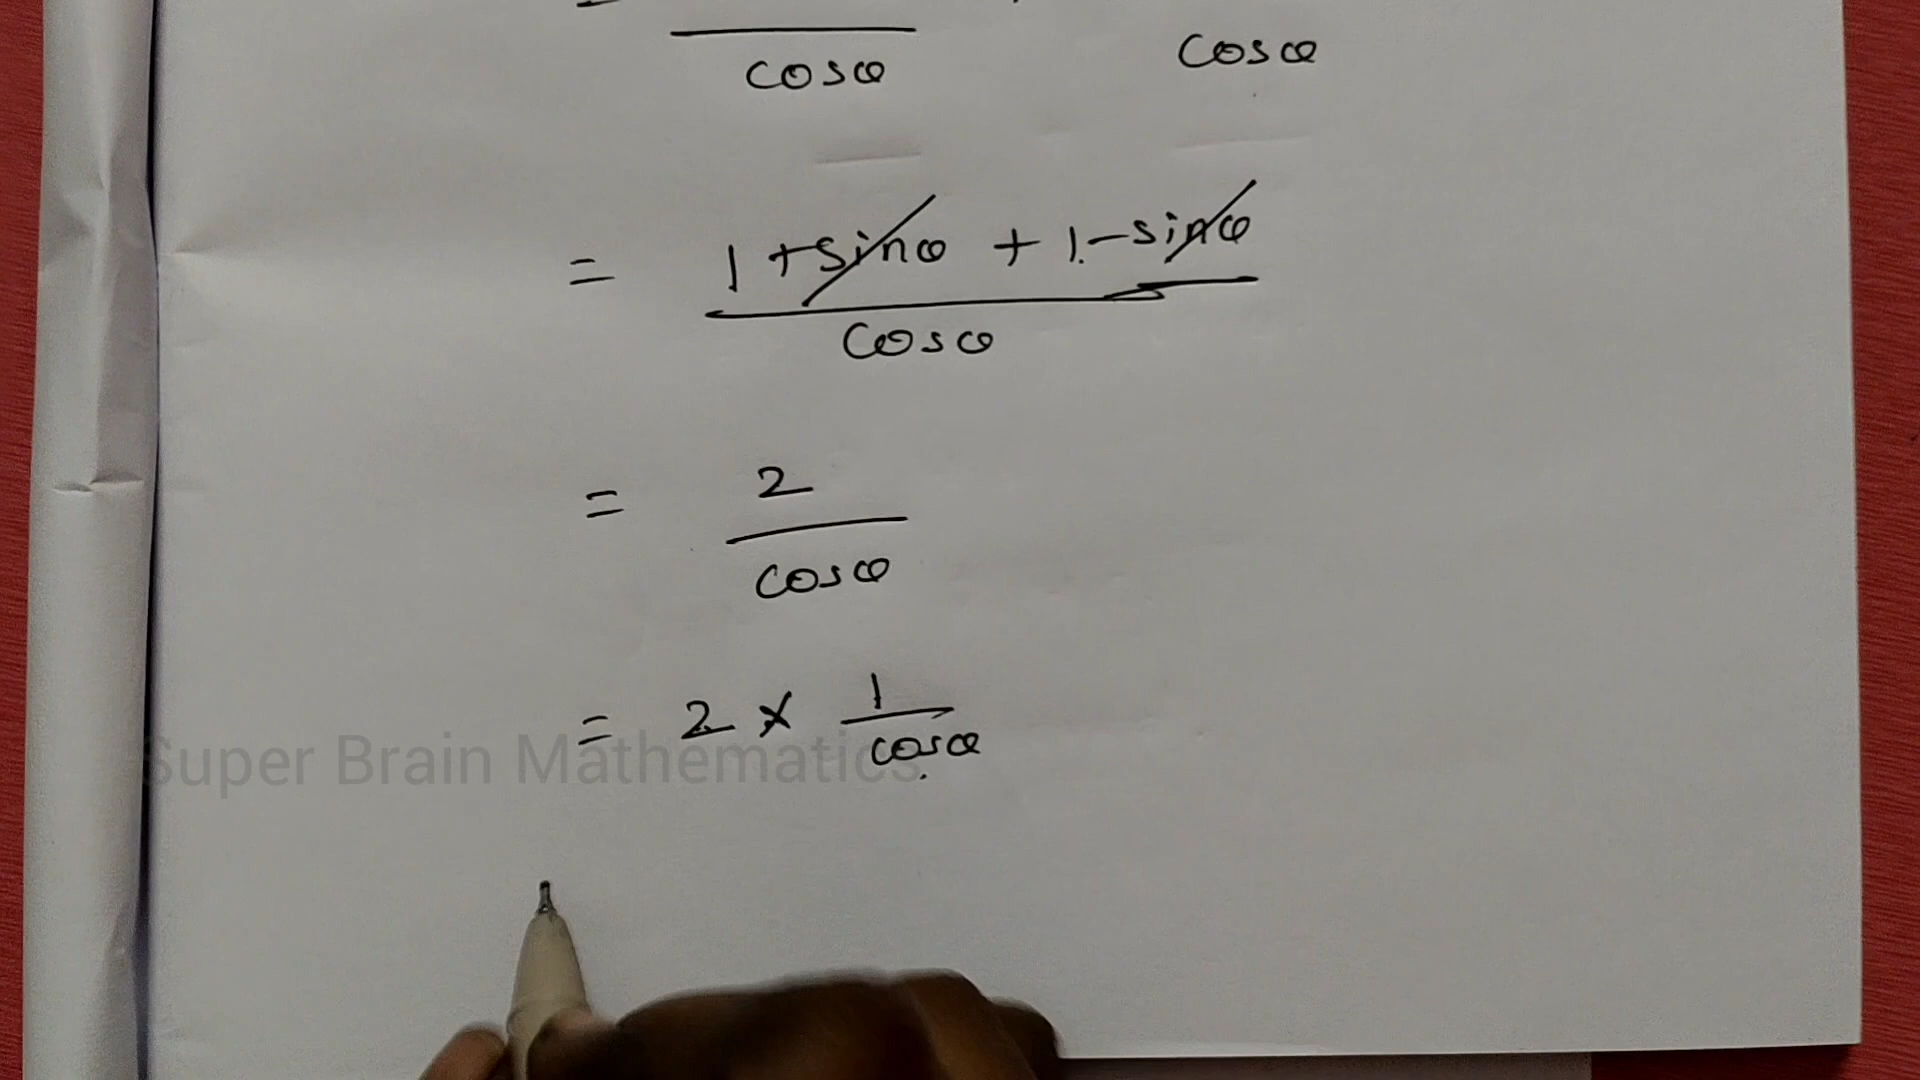 cosθ cosθ
= 1 + sinθ + 1 - sinθ
cosθ
= 2
cosθ
= 2 × 1
cosθ
Super Brain Mathematics